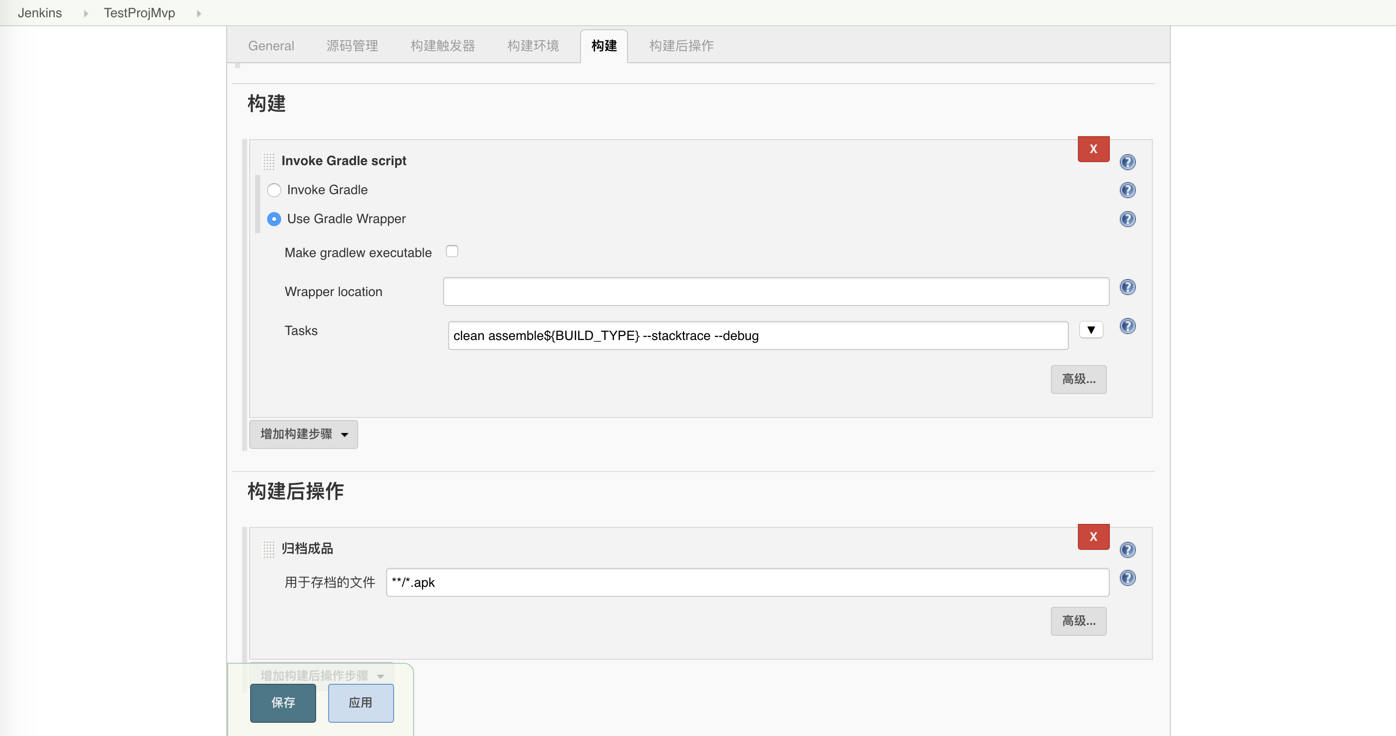 Jenkins TestProjMvp
General 源码管理 构建触发器 构建环境 构建 构建后操作
构建
X
Invoke Gradle script
Invoke Gradle
Use Gradle Wrapper
Make gradlew executable
Wrapper location
Tasks clean assemble${BUILD_TYPE} --stacktrace --debug
高级...
增加构建步骤
构建后操作
X
归档成品
用于存档的文件 **/*.apk
高级...
增加构建后操作步骤
保存 应用